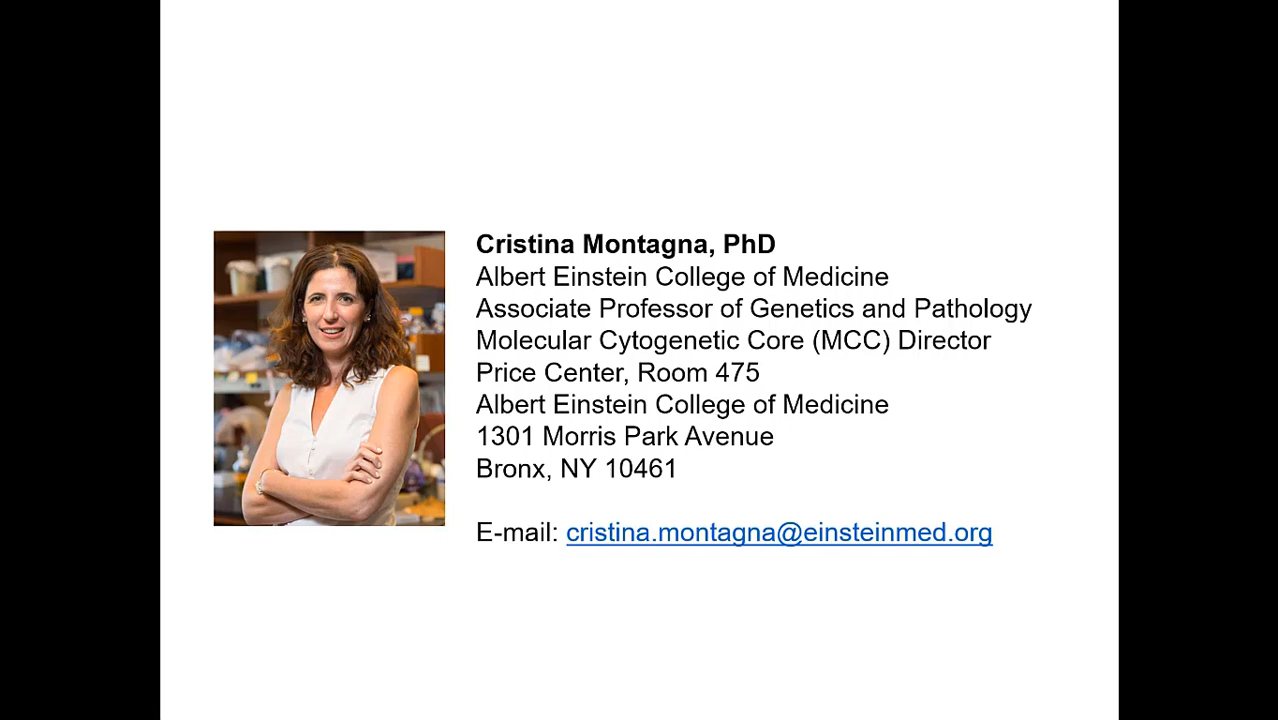 Cristina Montagna, PhD
Albert Einstein College of Medicine
Associate Professor of Genetics and Pathology
Molecular Cytogenetic Core (MCC) Director
Price Center, Room 475
Albert Einstein College of Medicine
1301 Morris Park Avenue
Bronx, NY 10461
E-mail: cristina.montagna@einsteinmed.org